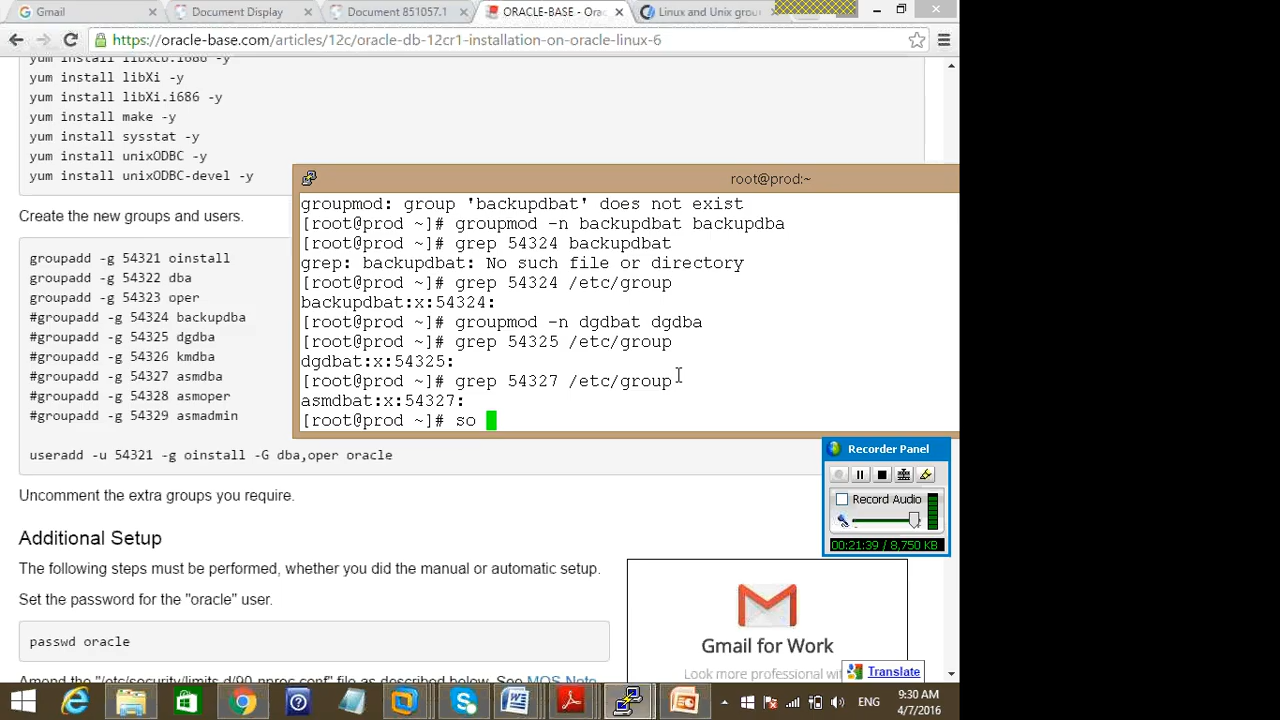 Gmail
Document Display
Document 851057.1
ORACLE-BASE - Orac
Linux and Unix grou
https://oracle-base.com/articles/12c/oracle-db-12cr1-installation-on-oracle-linux-6
yum install libXcb.i686 -y
yum install libXi -y
yum install libXi.i686 -y
yum install make -y
yum install sysstat -y
yum install unixODBC -y
yum install unixODBC-devel -y
Create the new groups and users.
groupadd -g 54321 oinstall
groupadd -g 54322 dba
groupadd -g 54323 oper
#groupadd -g 54324 backupdba
#groupadd -g 54325 dgdba
#groupadd -g 54326 kmdba
#groupadd -g 54327 asmdba
#groupadd -g 54328 asmoper
#groupadd -g 54329 asmadmin
useradd -u 54321 -g oinstall -G dba,oper oracle
Uncomment the extra groups you require.
Additional Setup
The following steps must be performed, whether you did the manual or automatic setup.
Set the password for the "oracle" user.
passwd oracle
root@prod:~
groupmod: group 'backupdbat' does not exist
[root@prod ~]# groupmod -n backupdbat backupdba
[root@prod ~]# grep 54324 backupdbat
grep: backupdbat: No such file or directory
[root@prod ~]# grep 54324 /etc/group
backupdbat:x:54324:
[root@prod ~]# groupmod -n dgdbat dgdba
[root@prod ~]# grep 54325 /etc/group
dgdbat:x:54325:
[root@prod ~]# grep 54327 /etc/group
asmdbat:x:54327:
[root@prod ~]# so
Recorder Panel
Record Audio
00:21:39 / 8,750 KB
Gmail for Work
Look more professional wi
Translate
ENG
9:30 AM
4/7/2016